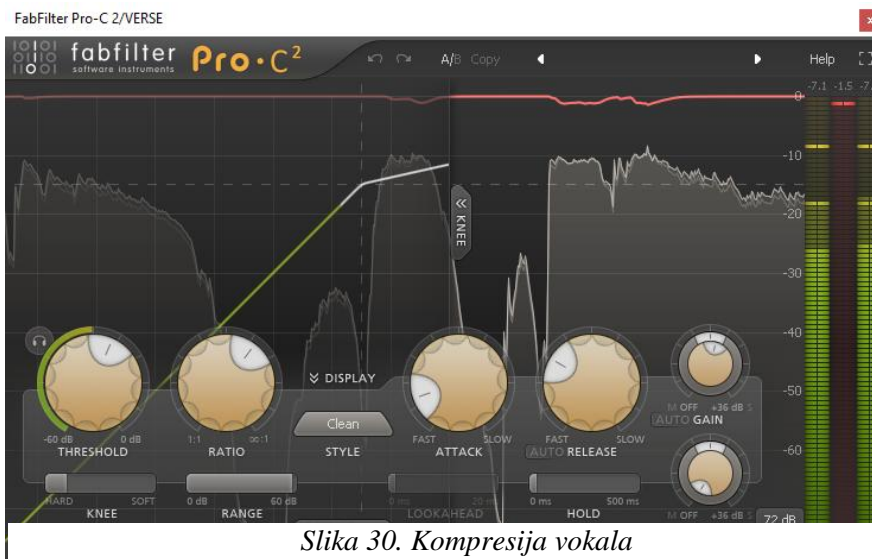 FabFilter Pro-C 2/VERSE
fabfilter Pro·C²
software instruments
A/B Copy
Help
-7.1 -1.5
0
-10
-20
-30
-40
-50
-60
KNEE
DISPLAY
-60 dB 0 dB
THRESHOLD
1:1 ∞:1
RATIO
Clean
STYLE
FAST SLOW
ATTACK
FAST SLOW
AUTO RELEASE
M OFF +36 dB S
AUTO GAIN
HARD SOFT
KNEE
0 dB 60 dB
RANGE
0 ms
LOOKAHEAD
0 ms 500 ms
HOLD
M OFF +36 dB S
72 dB
Slika 30. Kompresija vokala